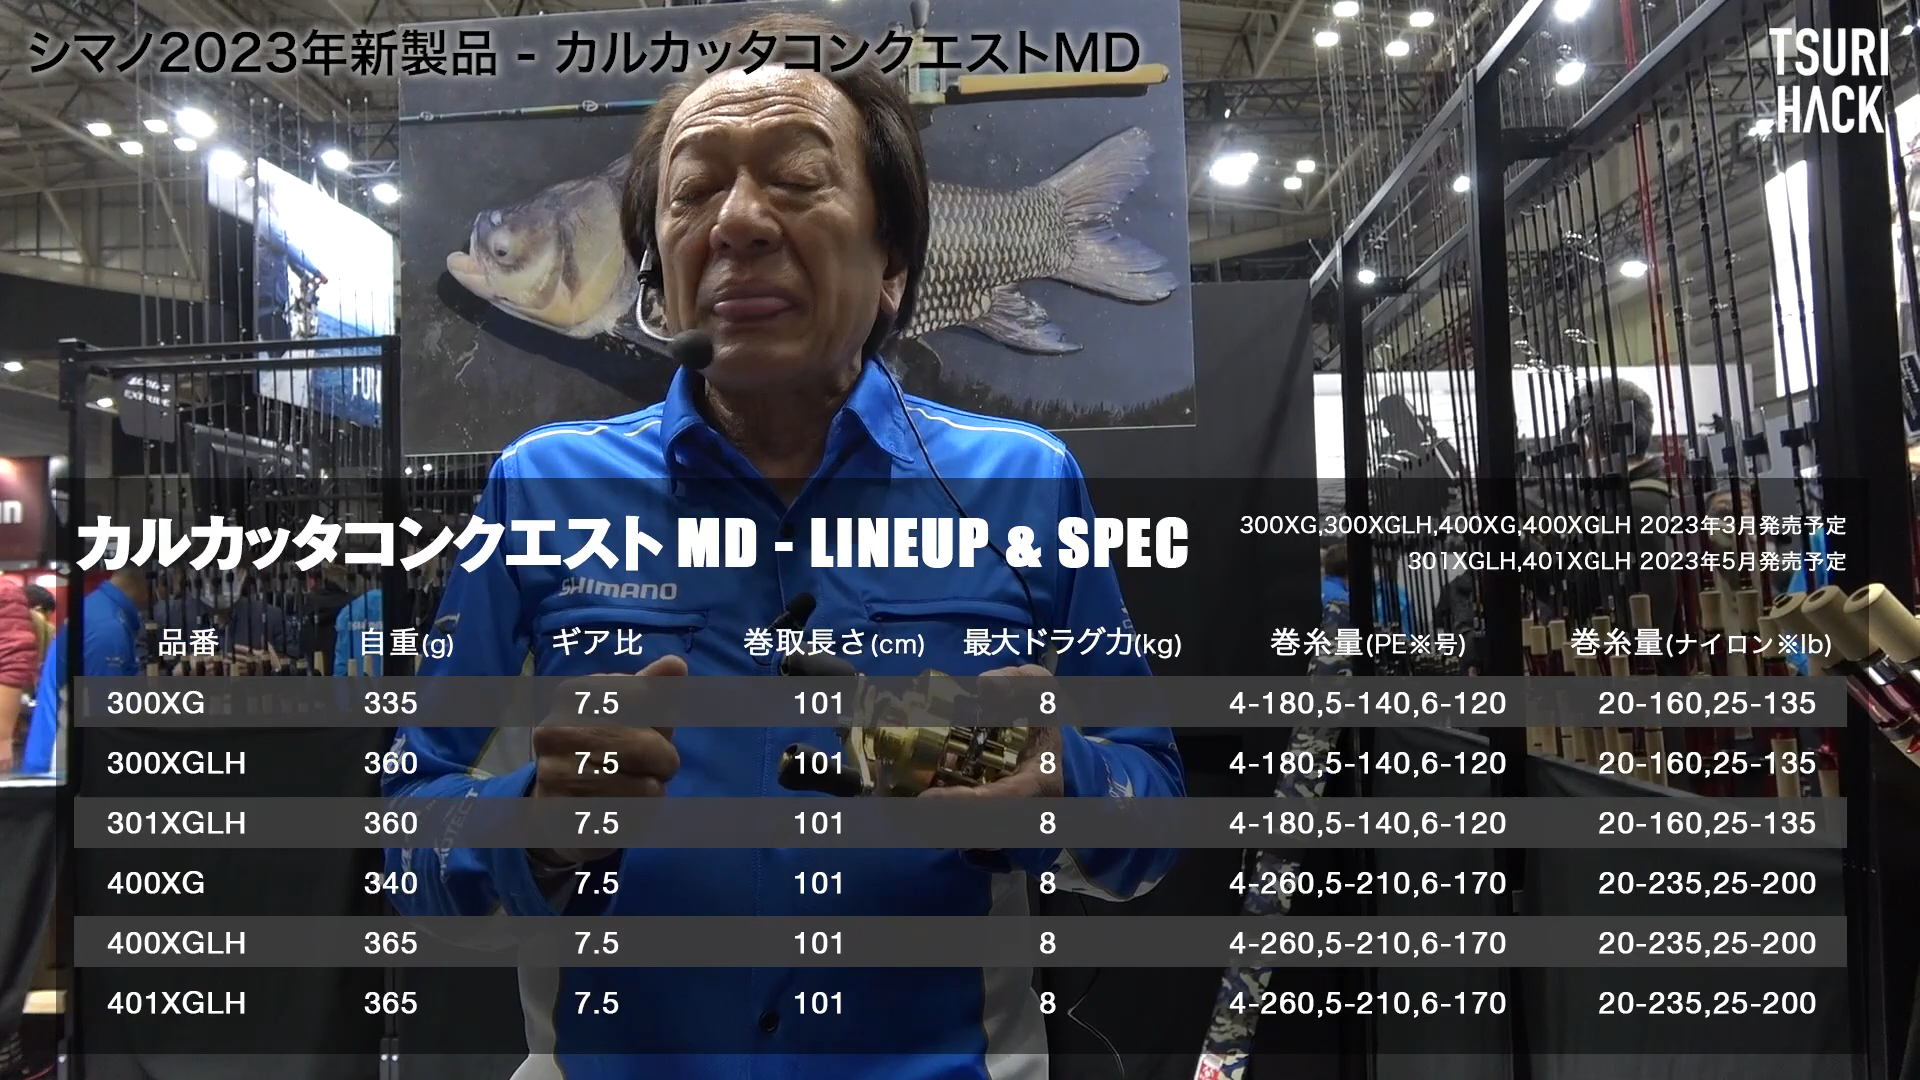 シマノ2023年新製品 - カルカッタコンクエストMD
TSURI
HACK
カルカッタコンクエスト MD - LINEUP & SPEC
300XG,300XGLH,400XG,400XGLH 2023年3月発売予定
301XGLH,401XGLH 2023年5月発売予定
SHIMANO
品番 自重(g) ギア比 巻取長さ(cm) 最大ドラグ力(kg) 巻糸量(PE※号) 巻糸量(ナイロン※lb)
300XG 335 7.5 101 8 4-180,5-140,6-120 20-160,25-135
300XGLH 360 7.5 101 8 4-180,5-140,6-120 20-160,25-135
301XGLH 360 7.5 101 8 4-180,5-140,6-120 20-160,25-135
400XG 340 7.5 101 8 4-260,5-210,6-170 20-235,25-200
400XGLH 365 7.5 101 8 4-260,5-210,6-170 20-235,25-200
401XGLH 365 7.5 101 8 4-260,5-210,6-170 20-235,25-200